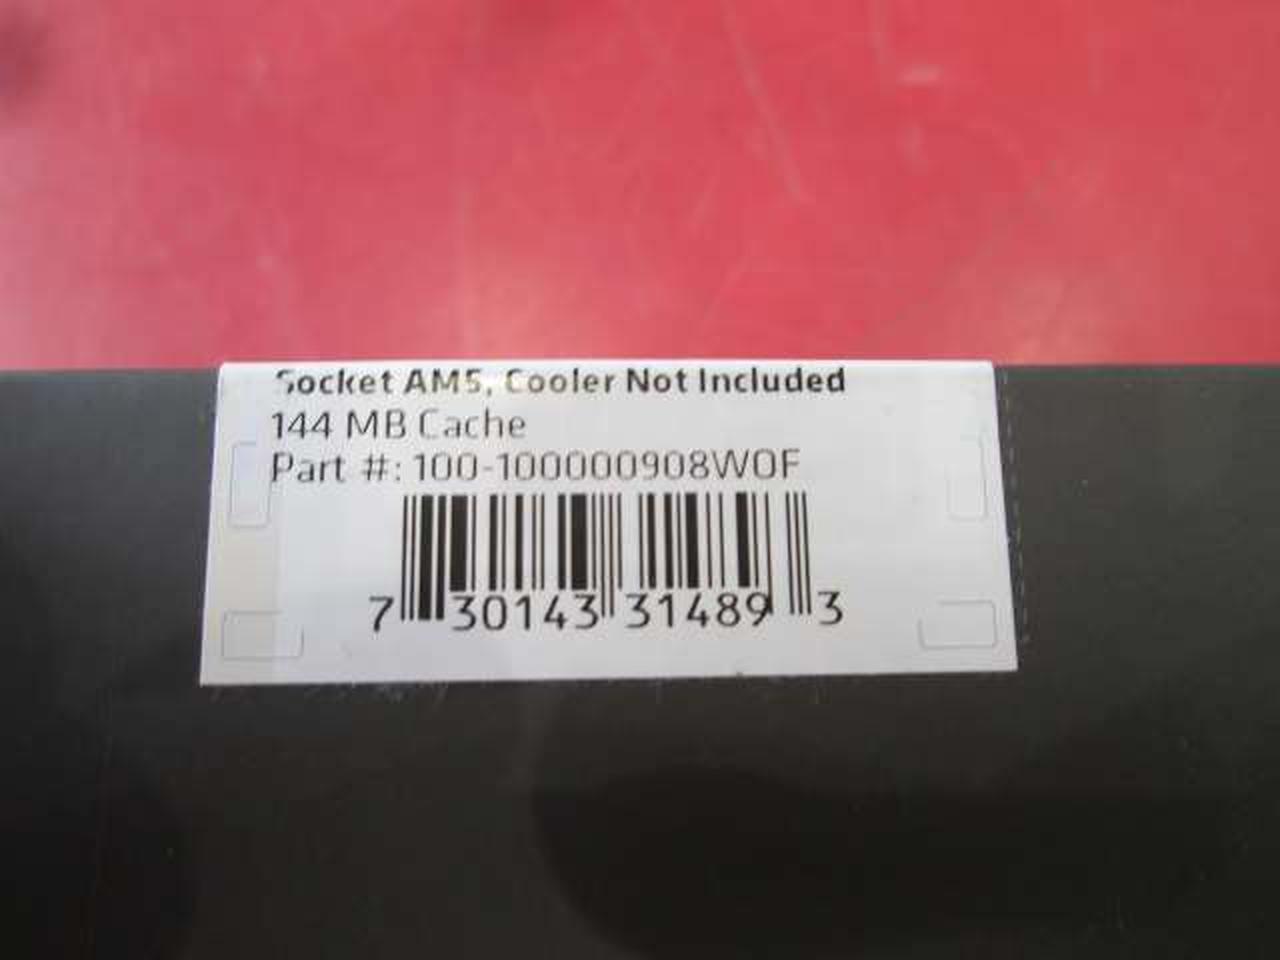 Socket AM5, Cooler Not Included
144 MB Cache
Part #: 100-100000908WOF
7 30143 31489 3